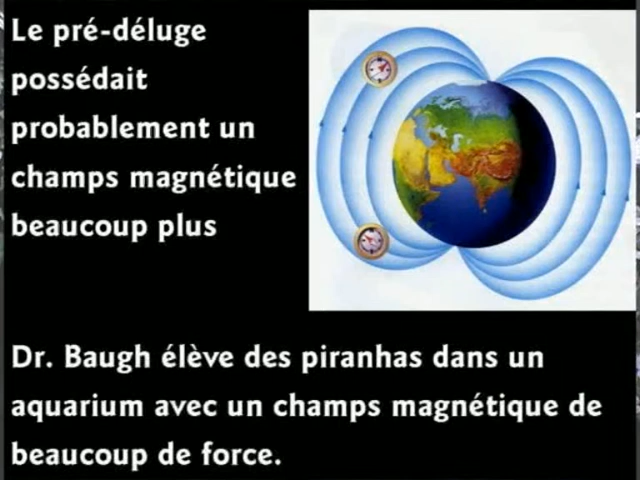 Le pré-déluge
possédait
probablement un
champs magnétique
beaucoup plus
Dr. Baugh élève des piranhas dans un
aquarium avec un champs magnétique de
beaucoup de force.